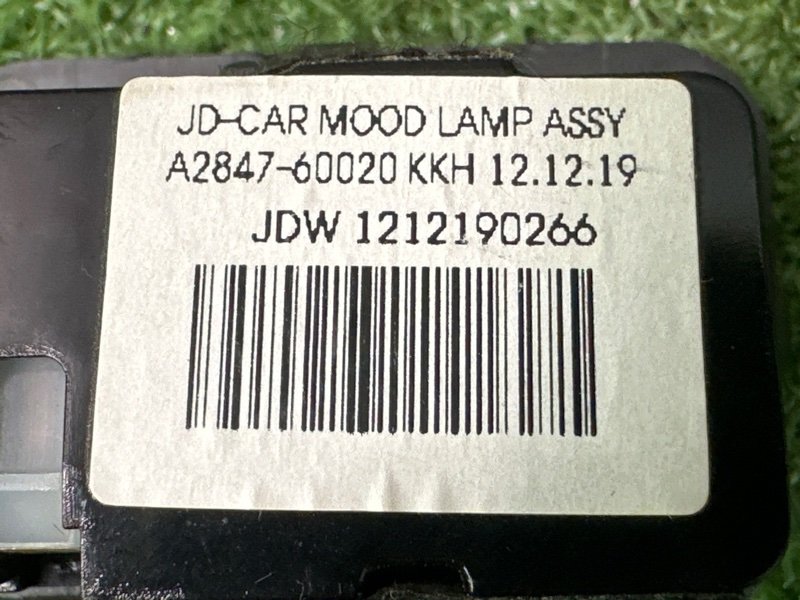 JD-CAR MOOD LAMP ASSY
A2847-60020 KKH 12.12.19
JDW 1212190266